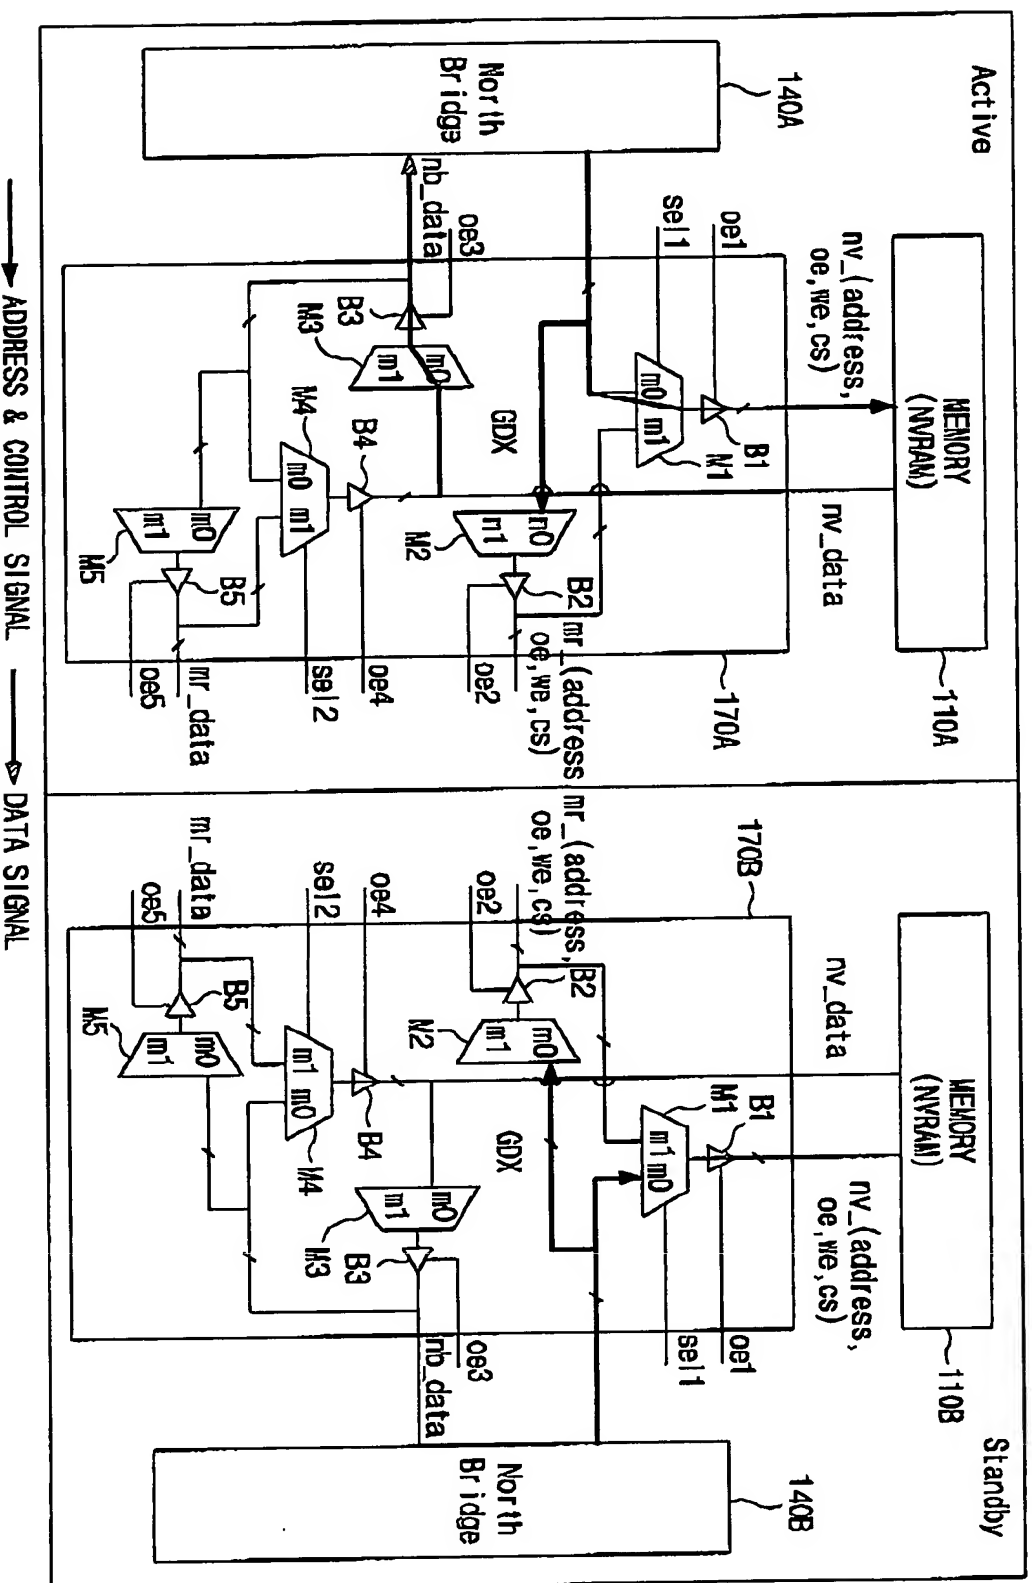 Active
North
Bridge
140A
nb_data
oe3
sel1
oe1
nv_(address,
oe,we,cs)
MEMORY
(NVRAM)
110A
nv_data
B1
M1
m0
m1
B3
M3
m0
m1
GDX
M4
m0
m1
B4
M2
n0
n1
B2
M5
m0
m1
B5
oe5
mr_data
sel2
oe4
oe2
mr_(address
oe,we,cs)
170A
Standby
MEMORY
(NVRAM)
110B
170B
nv_data
nv_(address,
oe,we,cs)
mr_(address,
oe,we,cs)
oe2
oe4
sel2
mr_data
oe5
B1
M1
m1
m0
B2
N2
m0
m1
B4
M4
m1
m0
B5
M5
m0
m1
GDX
M3
m0
m1
B3
sel1
oe1
oe3
nb_data
North
Bridge
140B
ADDRESS & CONTROL SIGNAL
DATA SIGNAL